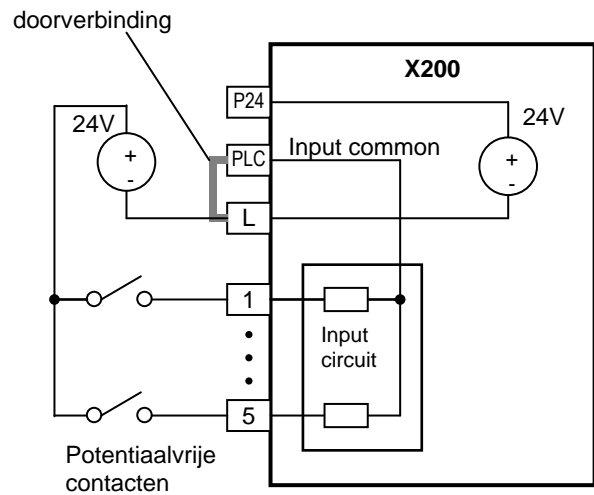 doorverbinding
X200
P24
24V
24V
+
-
PLC
Input common
+
-
L
1
Input
circuit
5
Potentiaalvrije
contacten